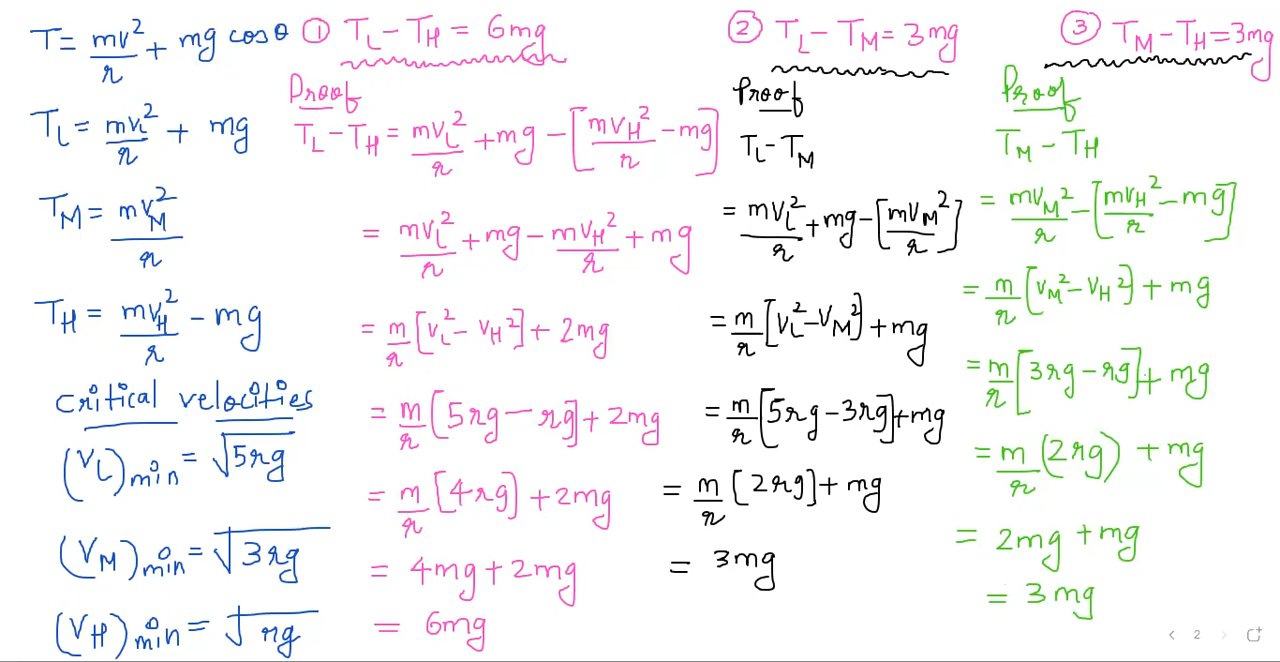 T = mv²/r + mg cosθ
T_L = mv_L²/r + mg
T_M = mv_M²/r
T_H = mv_H²/r - mg
critical velocities
(V_L)min = √5rg
(V_M)min = √3rg
(V_H)min = √rg
① T_L - T_H = 6mg
Proof
T_L - T_H = mv_L²/r + mg - [mv_H²/r - mg]
= mv_L²/r + mg - mv_H²/r + mg
= m/r [v_L² - v_H²] + 2mg
= m/r [5rg - rg] + 2mg
= m/r [4rg] + 2mg
= 4mg + 2mg
= 6mg
② T_L - T_M = 3mg
Proof
T_L - T_M
= mv_L²/r + mg - [mv_M²/r]
= m/r [v_L² - v_M²] + mg
= m/r [5rg - 3rg] + mg
= m/r [2rg] + mg
= 3mg
③ T_M - T_H = 3mg
Proof
T_M - T_H
= mv_M²/r - [mv_H²/r - mg]
= m/r [v_M² - v_H²] + mg
= m/r [3rg - rg] + mg
= m/r (2rg) + mg
= 2mg + mg
= 3mg
< 2 >